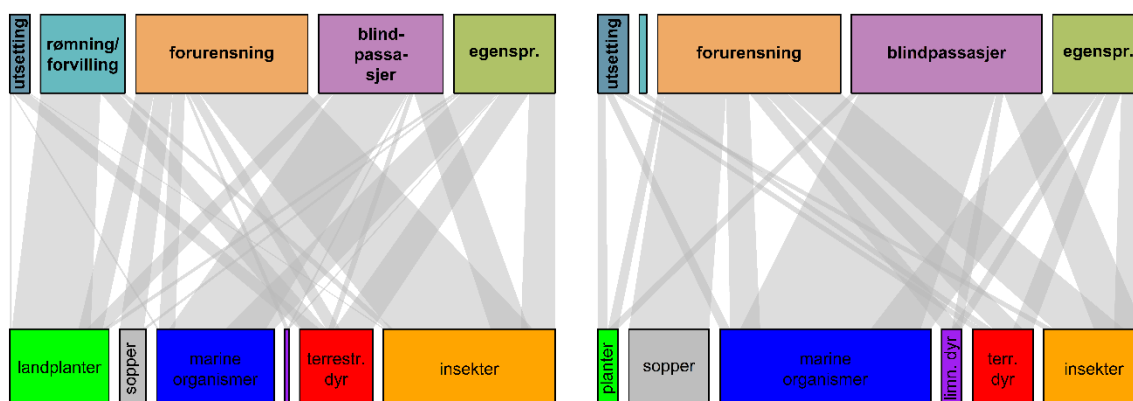 utsetting
rømning/
forvilling
forurensning
blind-
passa-
sjer
egenspr.
landplanter
sopper
marine
organismer
terrestr.
dyr
insekter
utsetting
forurensning
blindpassasjer
egenspr.
planter
sopper
marine
organismer
limn. dyr
terr.
dyr
insekter